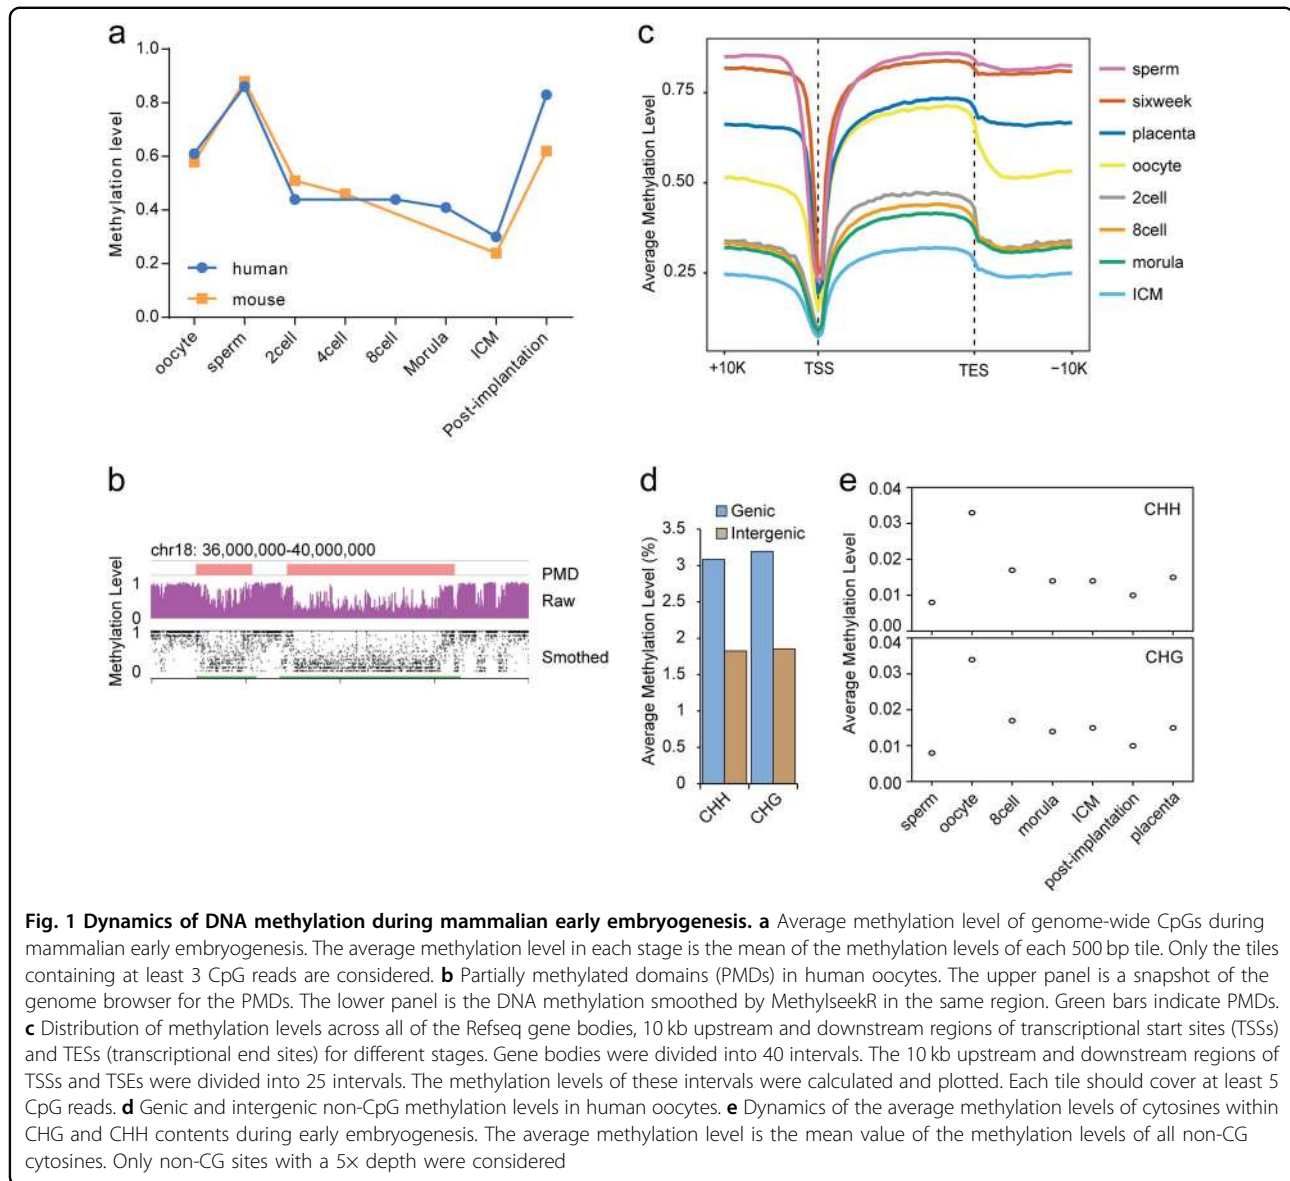 a
1.0
0.8
0.6
0.4
0.2
0.0
Methylation level
human
mouse
oocyte
sperm
2cell
4cell
8cell
Morula
ICM
Post-implantation
c
0.75
0.50
0.25
Average Methylation Level
+10K
TSS
TES
−10K
sperm
sixweek
placenta
oocyte
2cell
8cell
morula
ICM
b
chr18: 36,000,000-40,000,000
Methylation Level
PMD
1
Raw
0
1
Smothed
0
d
Genic
Intergenic
3.5
3
2.5
2
1.5
1
0.5
0
Average Methylation Level (%)
CHH
CHG
e
0.04
0.03
0.02
0.01
0.00
CHH
0.04
0.03
0.02
0.01
0.00
CHG
Average Methylation Level
sperm
oocyte
8cell
morula
ICM
post-implantation
placenta
Fig. 1 Dynamics of DNA methylation during mammalian early embryogenesis. a Average methylation level of genome-wide CpGs during
mammalian early embryogenesis. The average methylation level in each stage is the mean of the methylation levels of each 500 bp tile. Only the tiles
containing at least 3 CpG reads are considered. b Partially methylated domains (PMDs) in human oocytes. The upper panel is a snapshot of the
genome browser for the PMDs. The lower panel is the DNA methylation smoothed by MethylseekR in the same region. Green bars indicate PMDs.
c Distribution of methylation levels across all of the Refseq gene bodies, 10 kb upstream and downstream regions of transcriptional start sites (TSSs)
and TESs (transcriptional end sites) for different stages. Gene bodies were divided into 40 intervals. The 10 kb upstream and downstream regions of
TSSs and TSEs were divided into 25 intervals. The methylation levels of these intervals were calculated and plotted. Each tile should cover at least 5
CpG reads. d Genic and intergenic non-CpG methylation levels in human oocytes. e Dynamics of the average methylation levels of cytosines within
CHG and CHH contents during early embryogenesis. The average methylation level is the mean value of the methylation levels of all non-CG
cytosines. Only non-CG sites with a 5× depth were considered